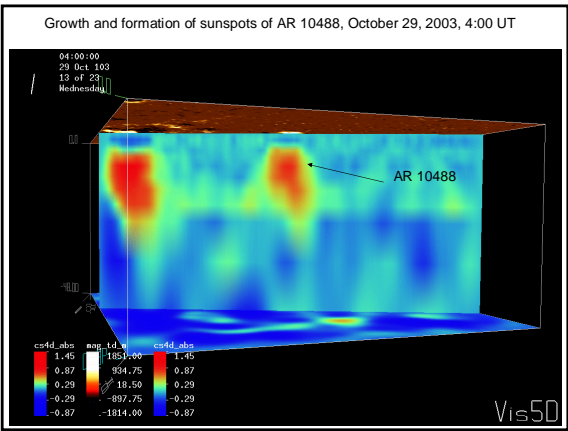 Growth and formation of sunspots of AR 10488, October 29, 2003, 4:00 UT
04:00:00
29 Oct 103
13 of 23
Wednesday
AR 10488
cs4d_abs
1.45
0.87
0.29
-0.29
-0.87
mag_td_m
1851.00
934.75
18.50
-897.75
-1814.00
cs4d_abs
1.45
0.87
0.29
-0.29
-0.87
Vis5D